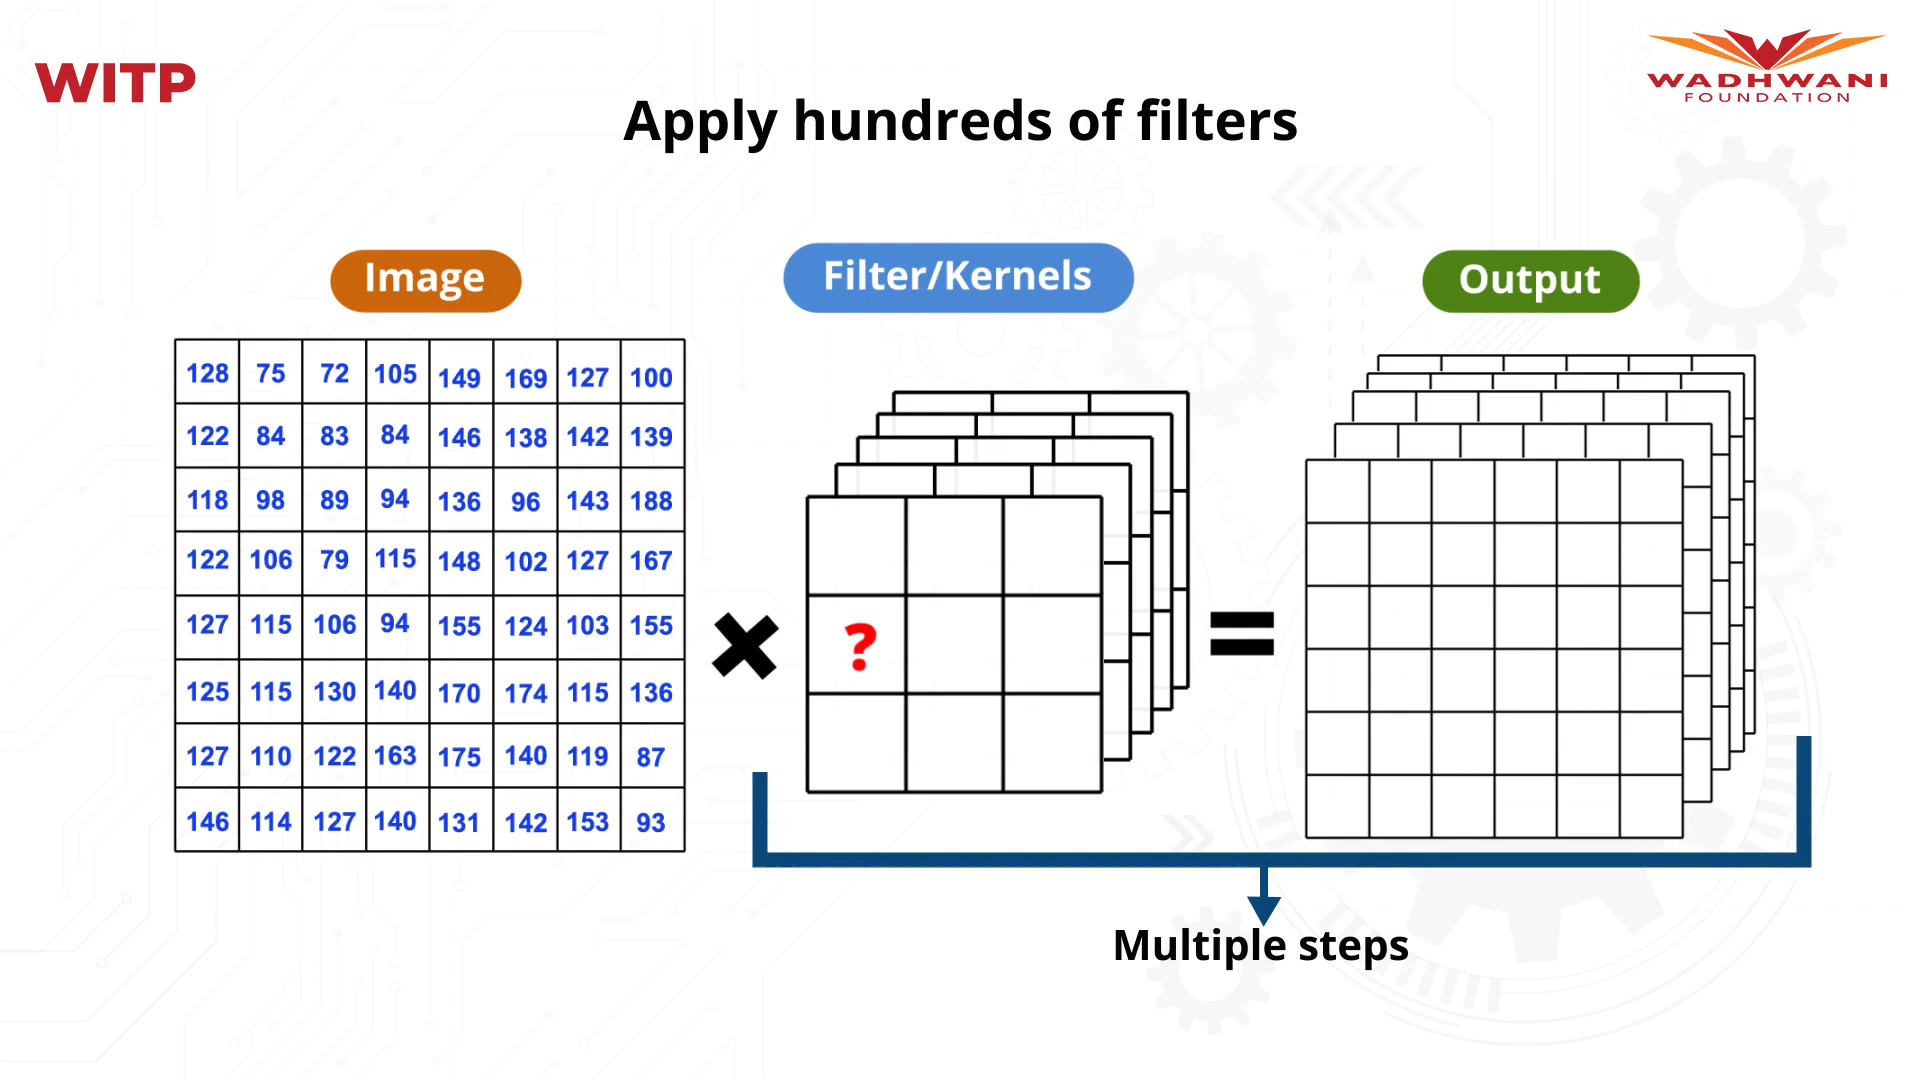 WITP
WADHWANI
FOUNDATION
Apply hundreds of filters
Image
Filter/Kernels
Output
128 75 72 105 149 169 127 100
122 84 83 84 146 138 142 139
118 98 89 94 136 96 143 188
122 106 79 115 148 102 127 167
127 115 106 94 155 124 103 155
125 115 130 140 170 174 115 136
127 110 122 163 175 140 119 87
146 114 127 140 131 142 153 93
?
Multiple steps